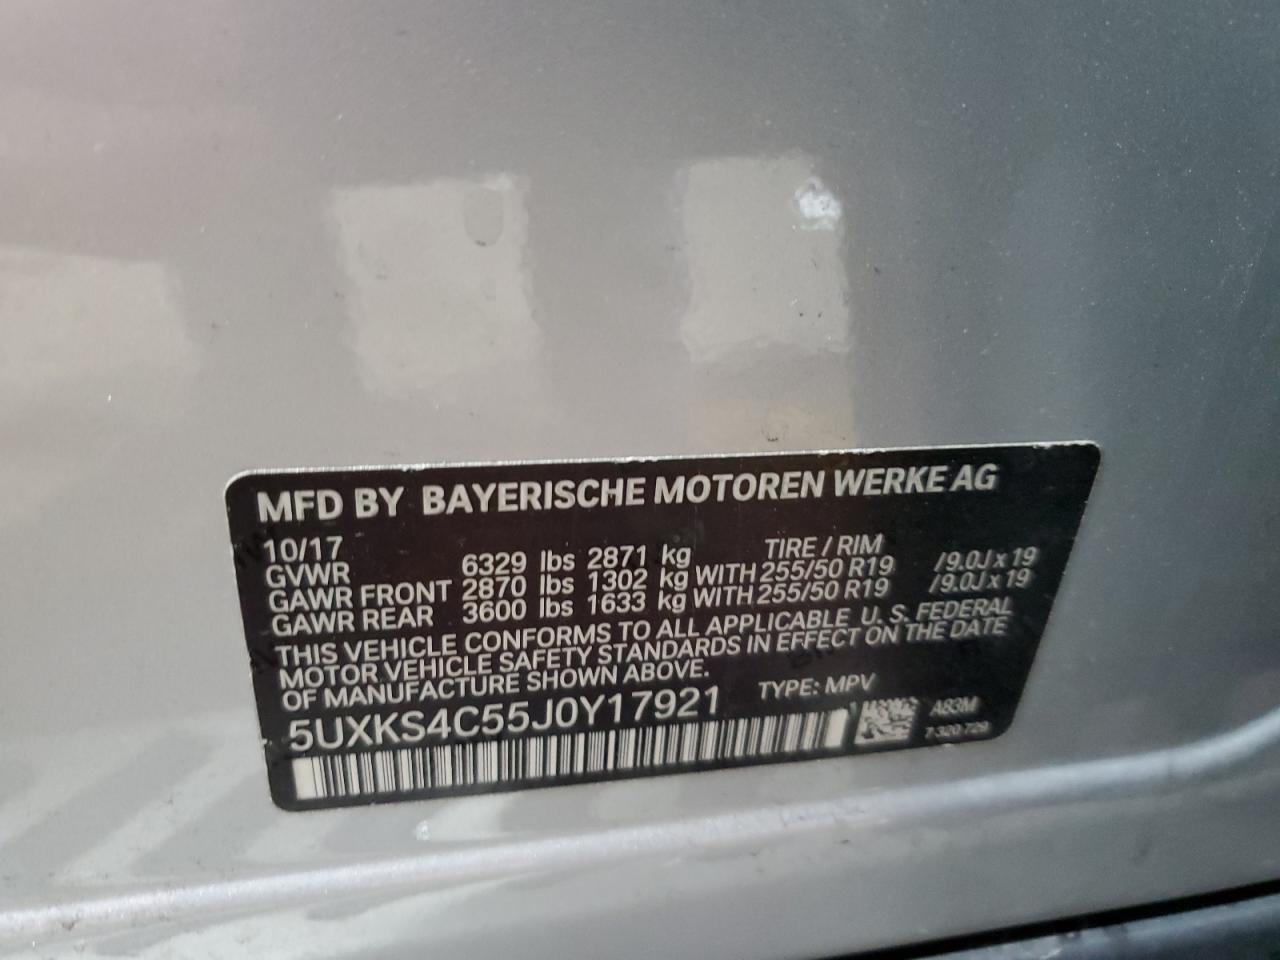 MFD BY BAYERISCHE MOTOREN WERKE AG
10/17 TIRE / RIM
GVWR 6329 lbs 2871 kg
GAWR FRONT 2870 lbs 1302 kg WITH 255/50 R19 /9.0J x 19
GAWR REAR 3600 lbs 1633 kg WITH 255/50 R19 /9.0J x 19
THIS VEHICLE CONFORMS TO ALL APPLICABLE U. S. FEDERAL
MOTOR VEHICLE SAFETY STANDARDS IN EFFECT ON THE DATE
OF MANUFACTURE SHOWN ABOVE.
5UXKS4C55J0Y17921 TYPE: MPV
A83M
7 320 729